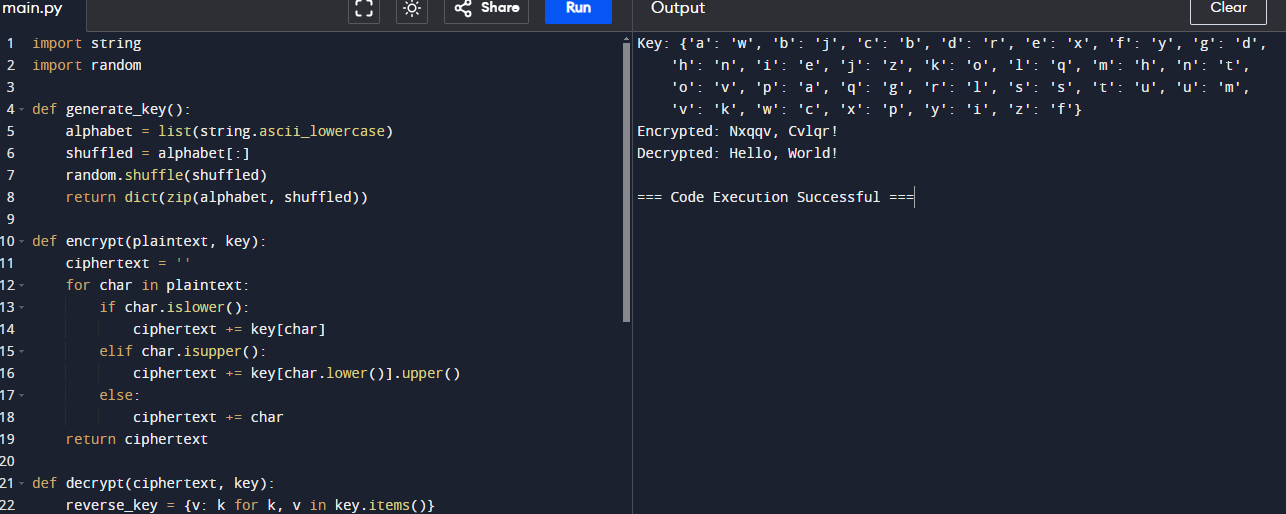 main.py
Share
Run
Output
Clear
1 import string
2 import random
3
4 def generate_key():
5     alphabet = list(string.ascii_lowercase)
6     shuffled = alphabet[:]
7     random.shuffle(shuffled)
8     return dict(zip(alphabet, shuffled))
9
10 def encrypt(plaintext, key):
11     ciphertext = ''
12     for char in plaintext:
13         if char.islower():
14             ciphertext += key[char]
15         elif char.isupper():
16             ciphertext += key[char.lower()].upper()
17         else:
18             ciphertext += char
19     return ciphertext
20
21 def decrypt(ciphertext, key):
22     reverse_key = {v: k for k, v in key.items()}
Key: {'a': 'w', 'b': 'j', 'c': 'b', 'd': 'r', 'e': 'x', 'f': 'y', 'g': 'd',
    'h': 'n', 'i': 'e', 'j': 'z', 'k': 'o', 'l': 'q', 'm': 'h', 'n': 't',
    'o': 'v', 'p': 'a', 'q': 'g', 'r': 'l', 's': 's', 't': 'u', 'u': 'm',
    'v': 'k', 'w': 'c', 'x': 'p', 'y': 'i', 'z': 'f'}
Encrypted: Nxqqv, Cvlqr!
Decrypted: Hello, World!

=== Code Execution Successful ===